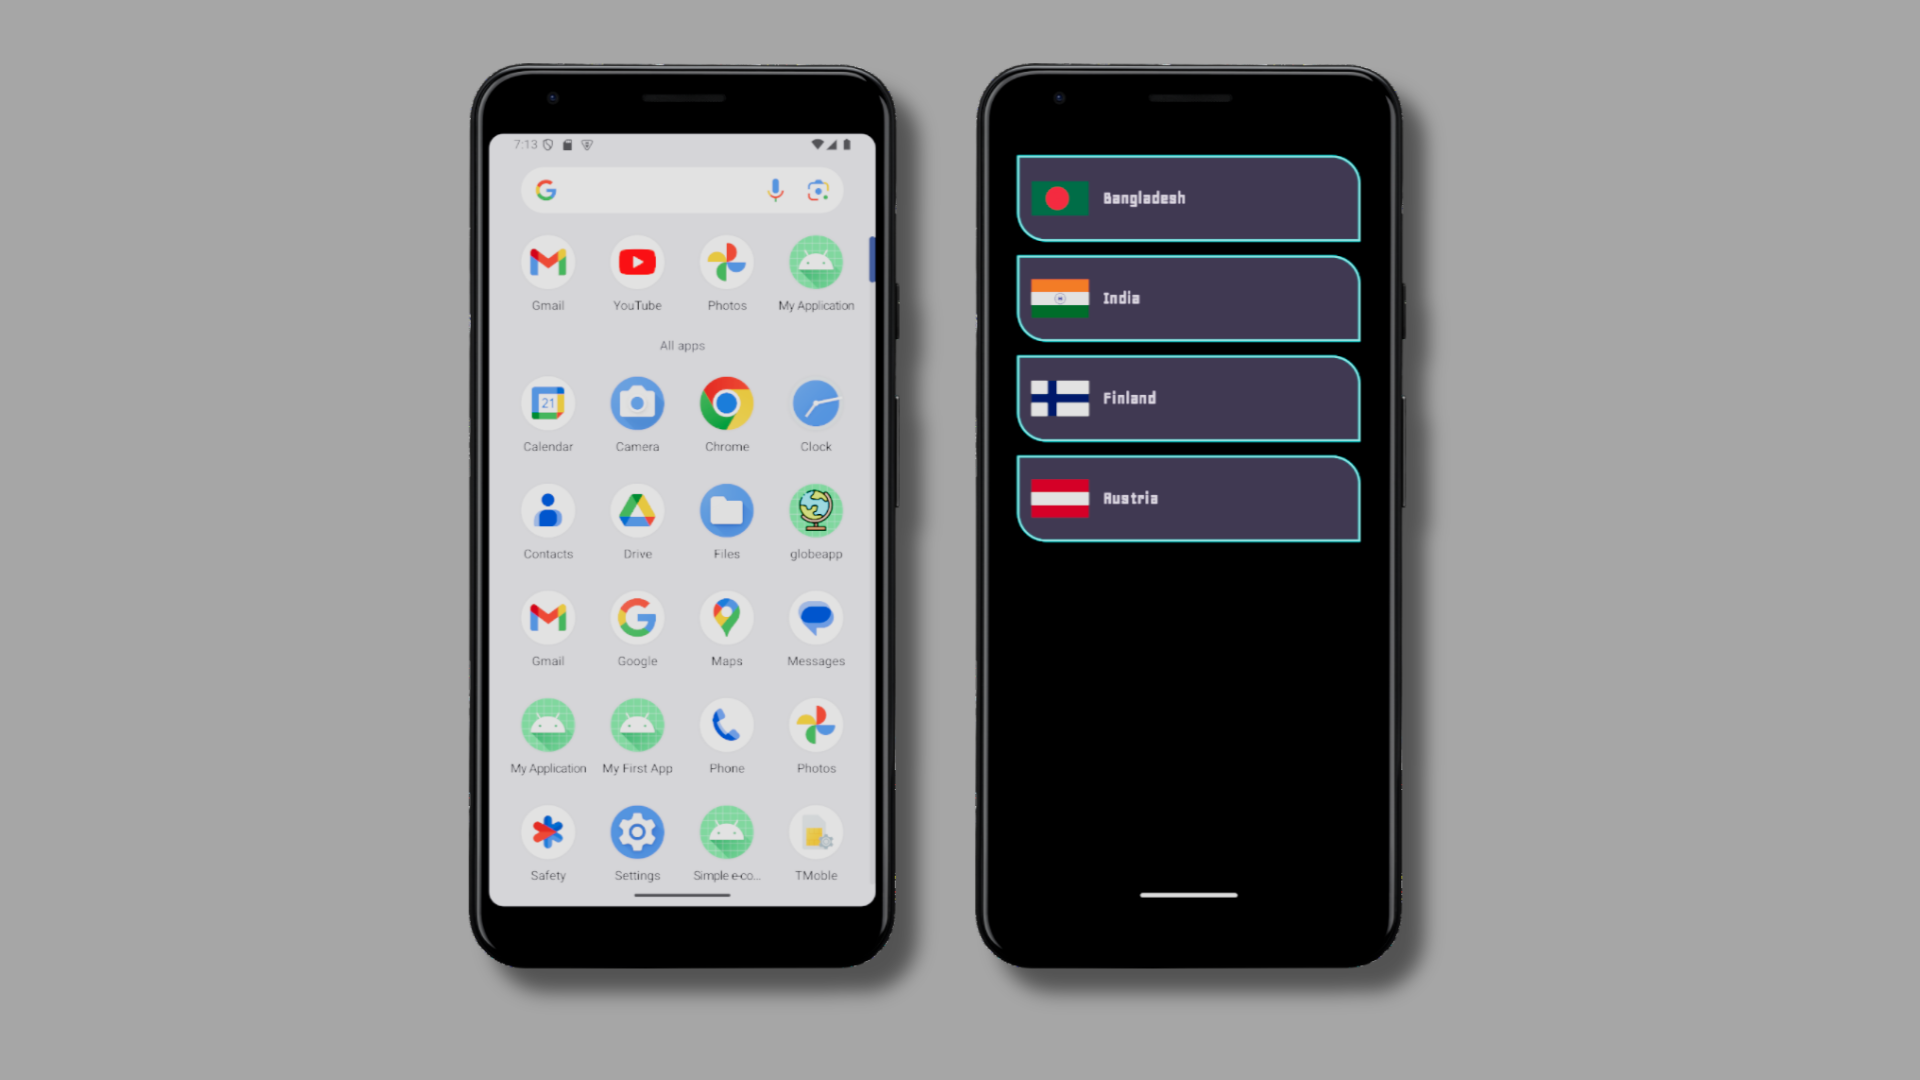 7:13
Gmail YouTube Photos My Application
All apps
21
Calendar Camera Chrome Clock
Contacts Drive Files globeapp
Gmail Google Maps Messages
My Application My First App Phone Photos
Safety Settings Simple e-co... TMoble
Bangladesh
India
Finland
Austria